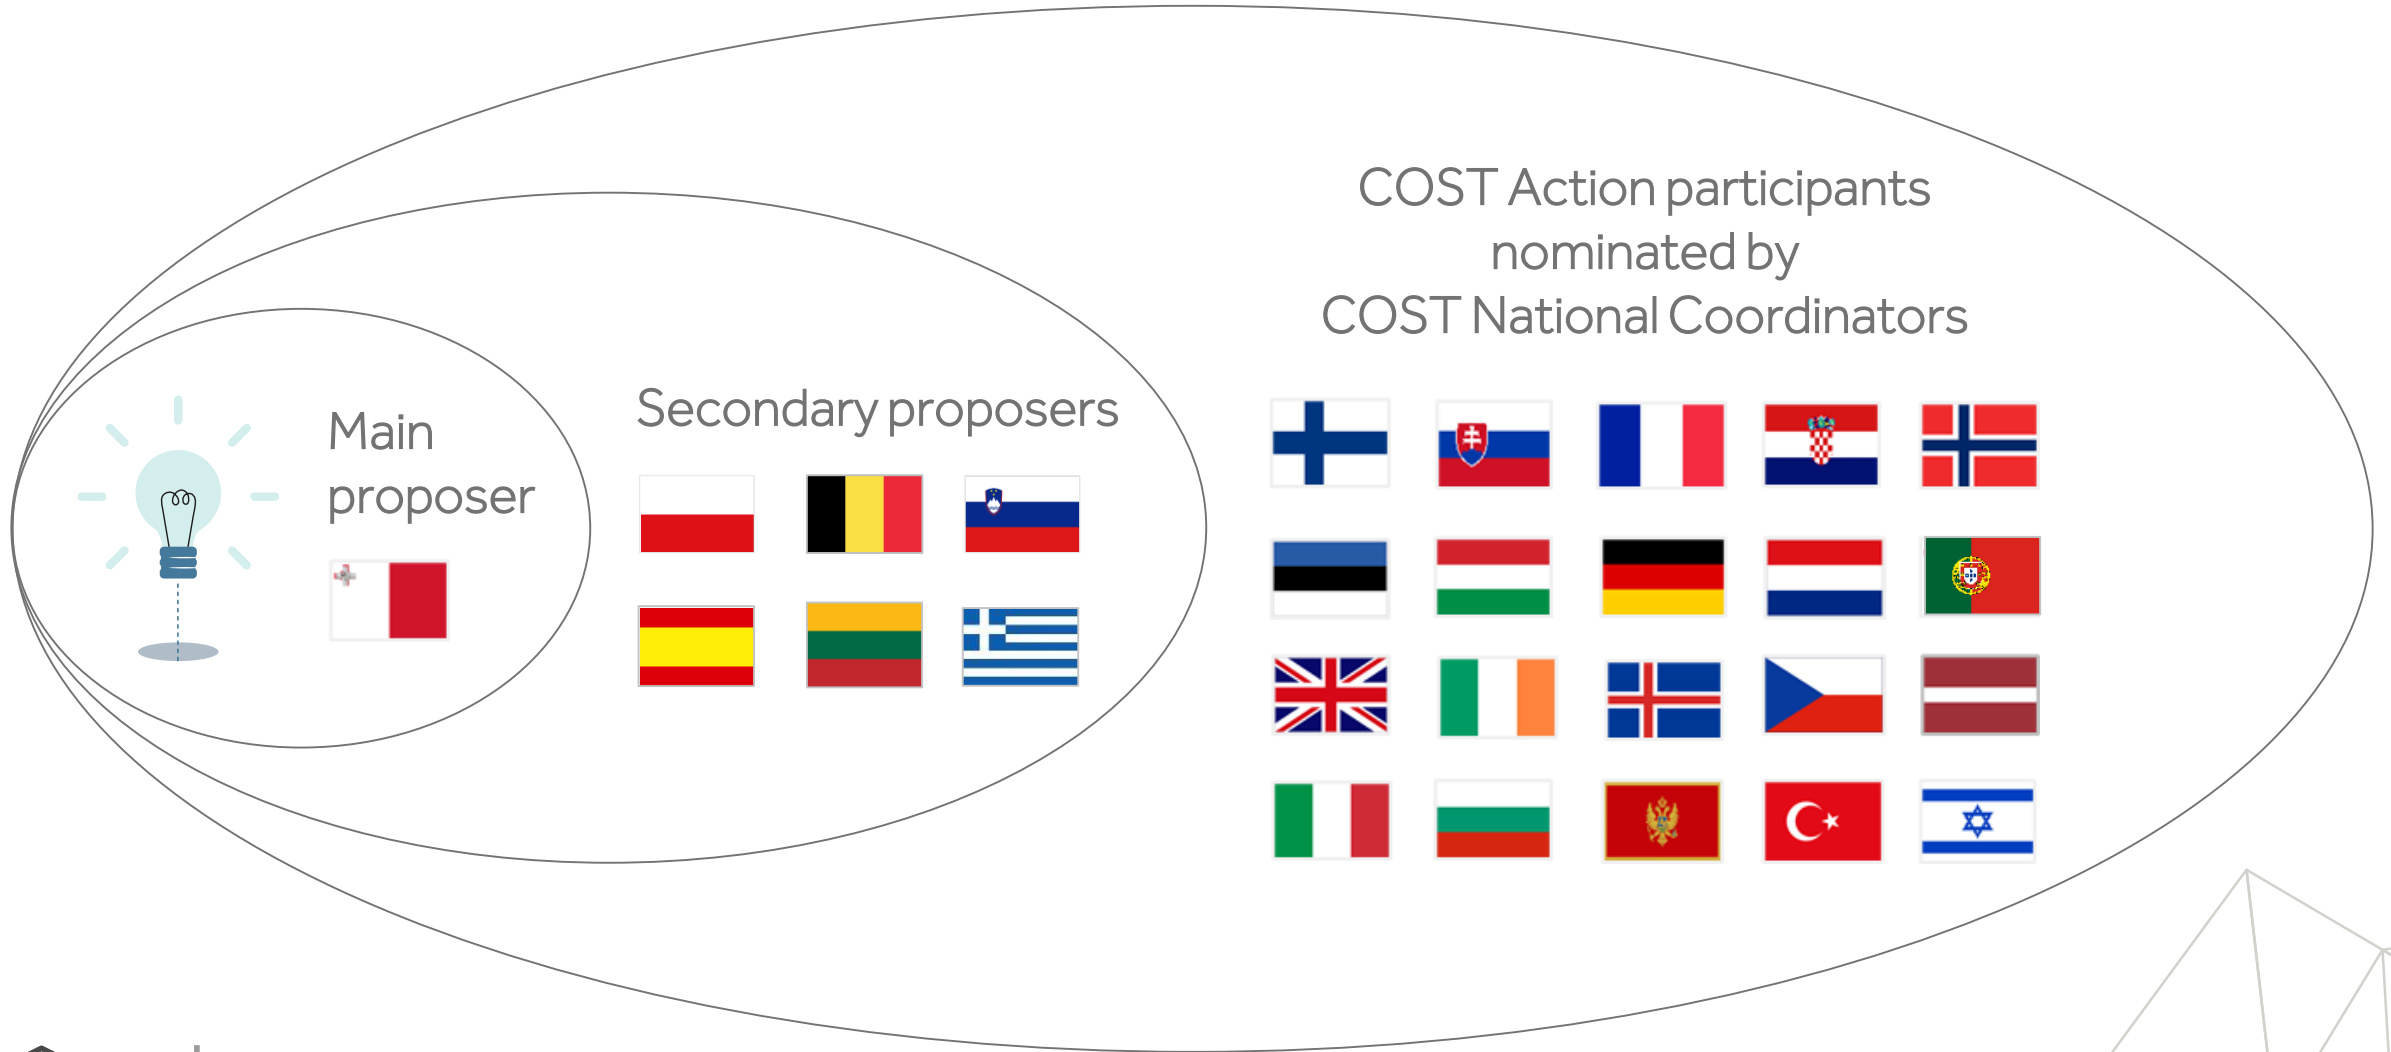 Main
proposer
Secondary proposers
COST Action participants
nominated by
COST National Coordinators